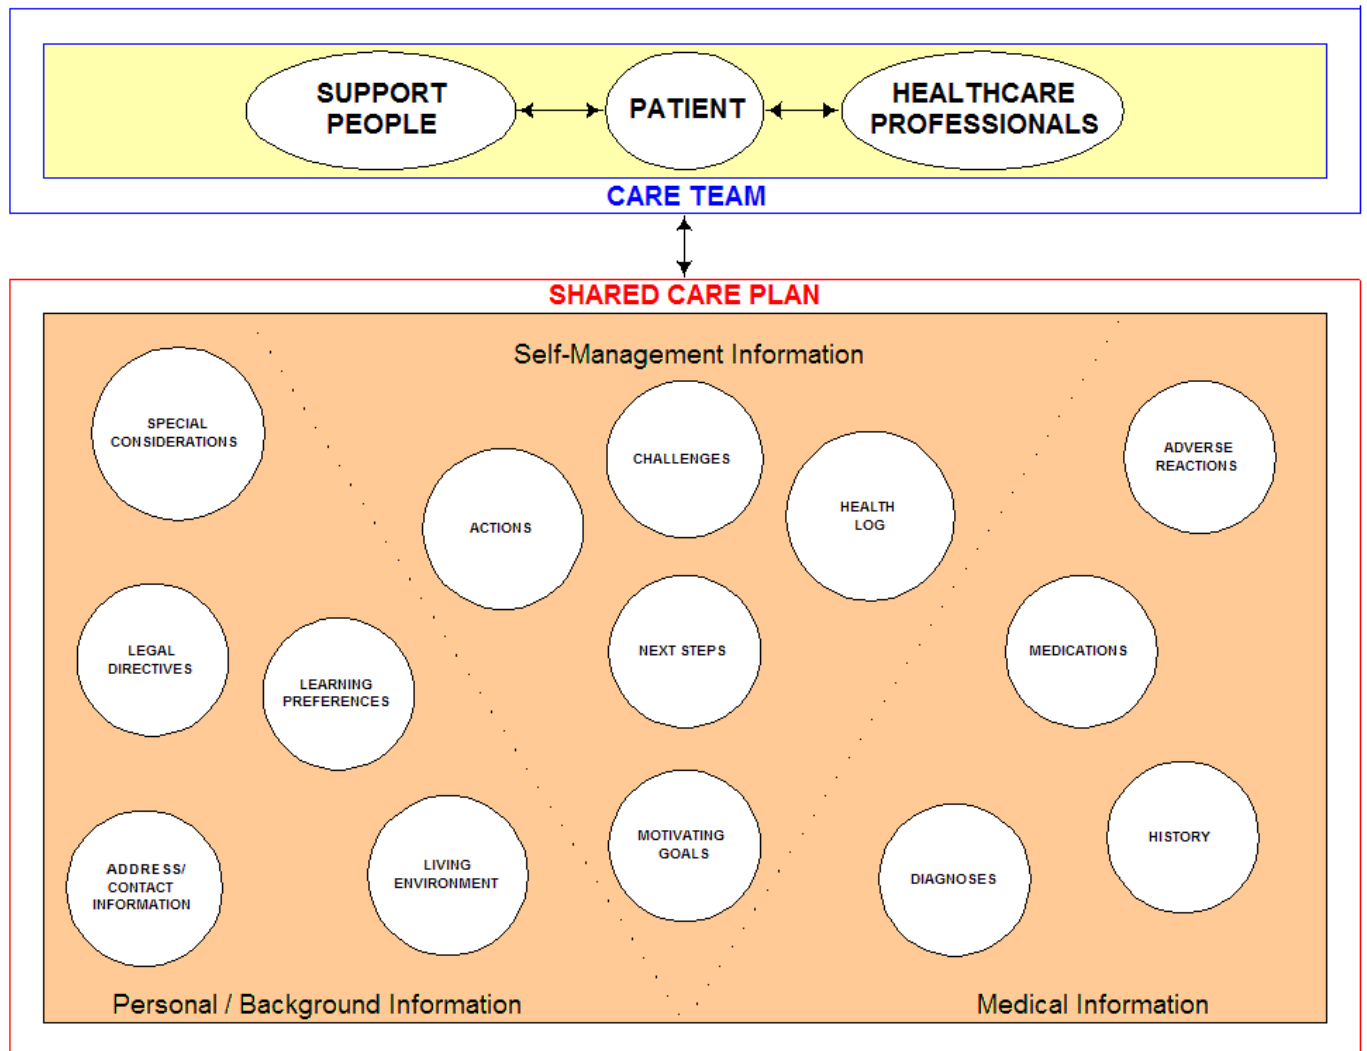 SUPPORT
PEOPLE
PATIENT
HEALTHCARE
PROFESSIONALS
CARE TEAM
SHARED CARE PLAN
Self-Management Information
SPECIAL
CONSIDERATIONS
ACTIONS
CHALLENGES
HEALTH
LOG
ADVERSE
REACTIONS
LEGAL
DIRECTIVES
LEARNING
PREFERENCES
NEXT STEPS
MEDICATIONS
ADDRESS/
CONTACT
INFORMATION
LIVING
ENVIRONMENT
MOTIVATING
GOALS
DIAGNOSES
HISTORY
Personal / Background Information
Medical Information